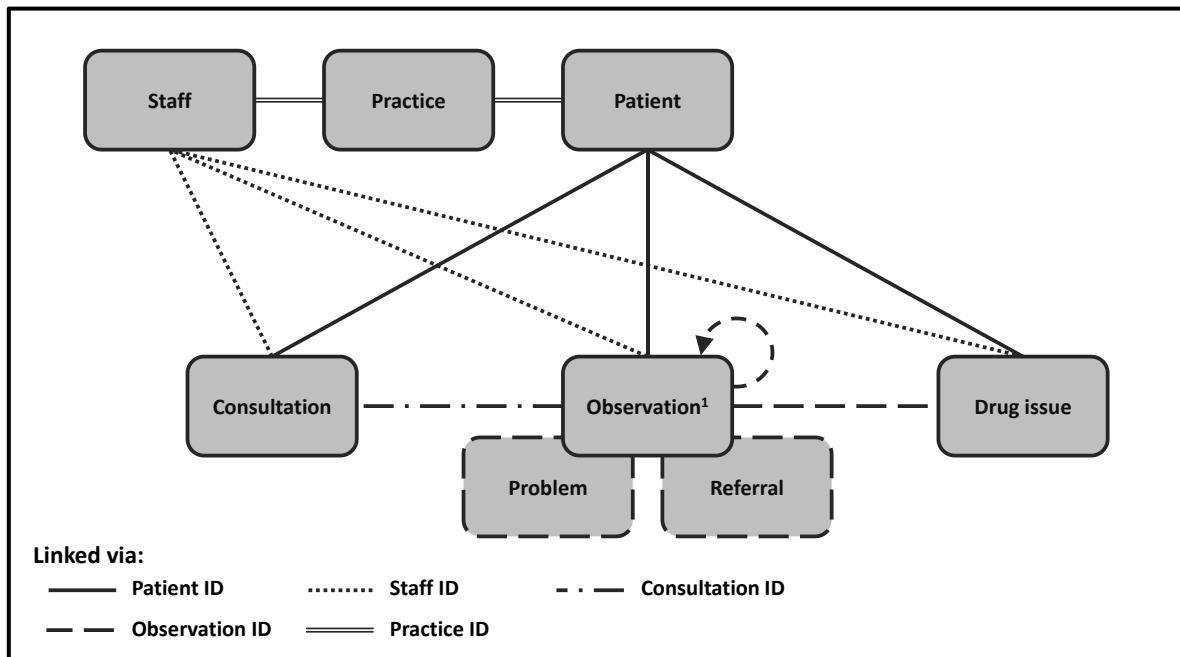 Staff Practice Patient
Consultation Observation¹ Drug issue
Problem Referral
Linked via:
Patient ID Staff ID Consultation ID
Observation ID Practice ID